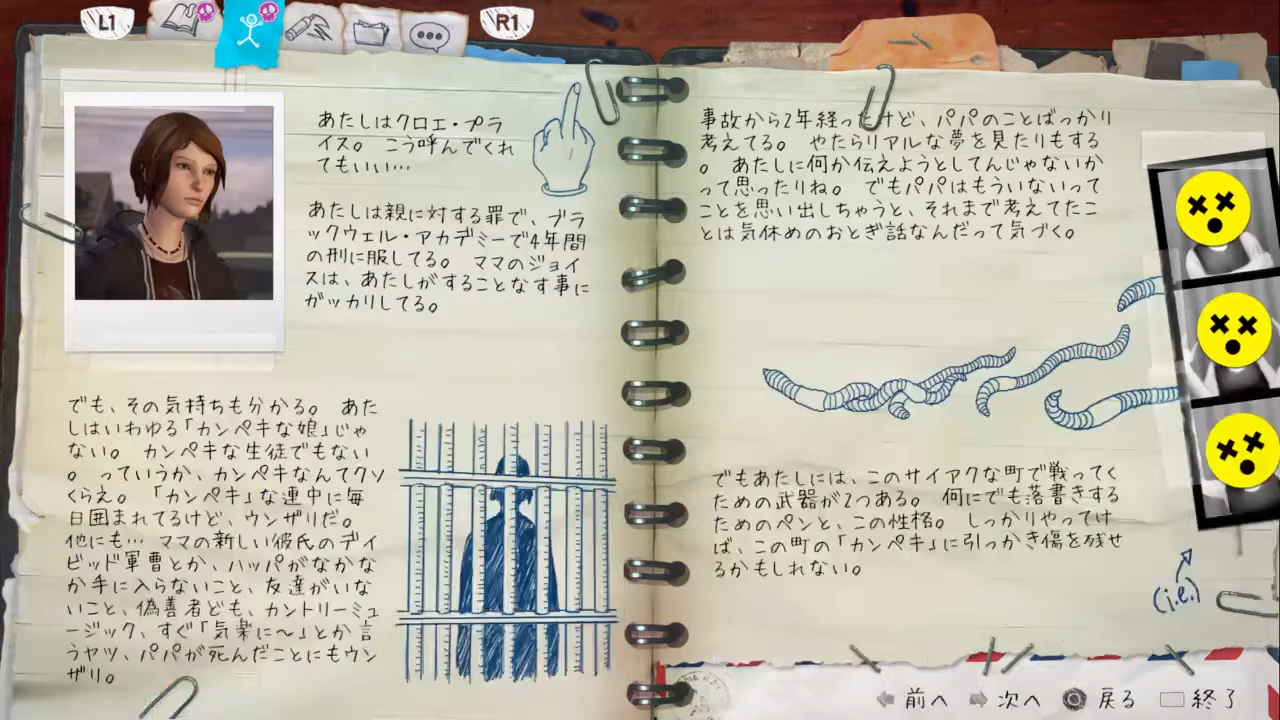 L1
R1
あたしはクロエ・プラ
イス。 こう呼んでくれ
てもいい…
あたしは親に対する罪で、ブラ
ックウェル・アカデミーで4年間
の刑に服してる。 ママのジョイ
スは、あたしがすることなす事に
ガッカリしてる。
でも、その気持ちも分かる。 あた
しはいわゆる「カンペキな娘」じゃ
ない。 カンペキな生徒でもない
。 っていうか、カンペキなんてクソ
くらえ。 「カンペキ」な連中に毎
日囲まれてるけど、ウンザリだ。
他にも… ママの新しい彼氏のデイ
ビッド軍曹とか、ハッパがなかなか
か手に入らないこと、友達がいな
いこと、偽善者ども、カントリーミュ
ージック、すぐ「気楽に～」とか言
うヤツ、パパが死んだことにもウン
ザリ。
事故から2年経ったけど、パパのことばっかり
考えてる。 やたらリアルな夢を見たりもする
。 あたしに何か伝えようとしてんじゃないか
って思ったりね。 でもパパはもういないって
ことを思い出しちゃうと、それまで考えてたこ
とは気休めのおとぎ話なんだって気づく。
でもあたしには、このサイアクな町で戦ってく
ための武器が2つある。 何にでも落書きする
ためのペンと、この性格。 しっかりやってけ
ば、この町の「カンペキ」に引っかき傷を残せ
るかもしれない。
(i.e.)
前へ 次へ 戻る 終了